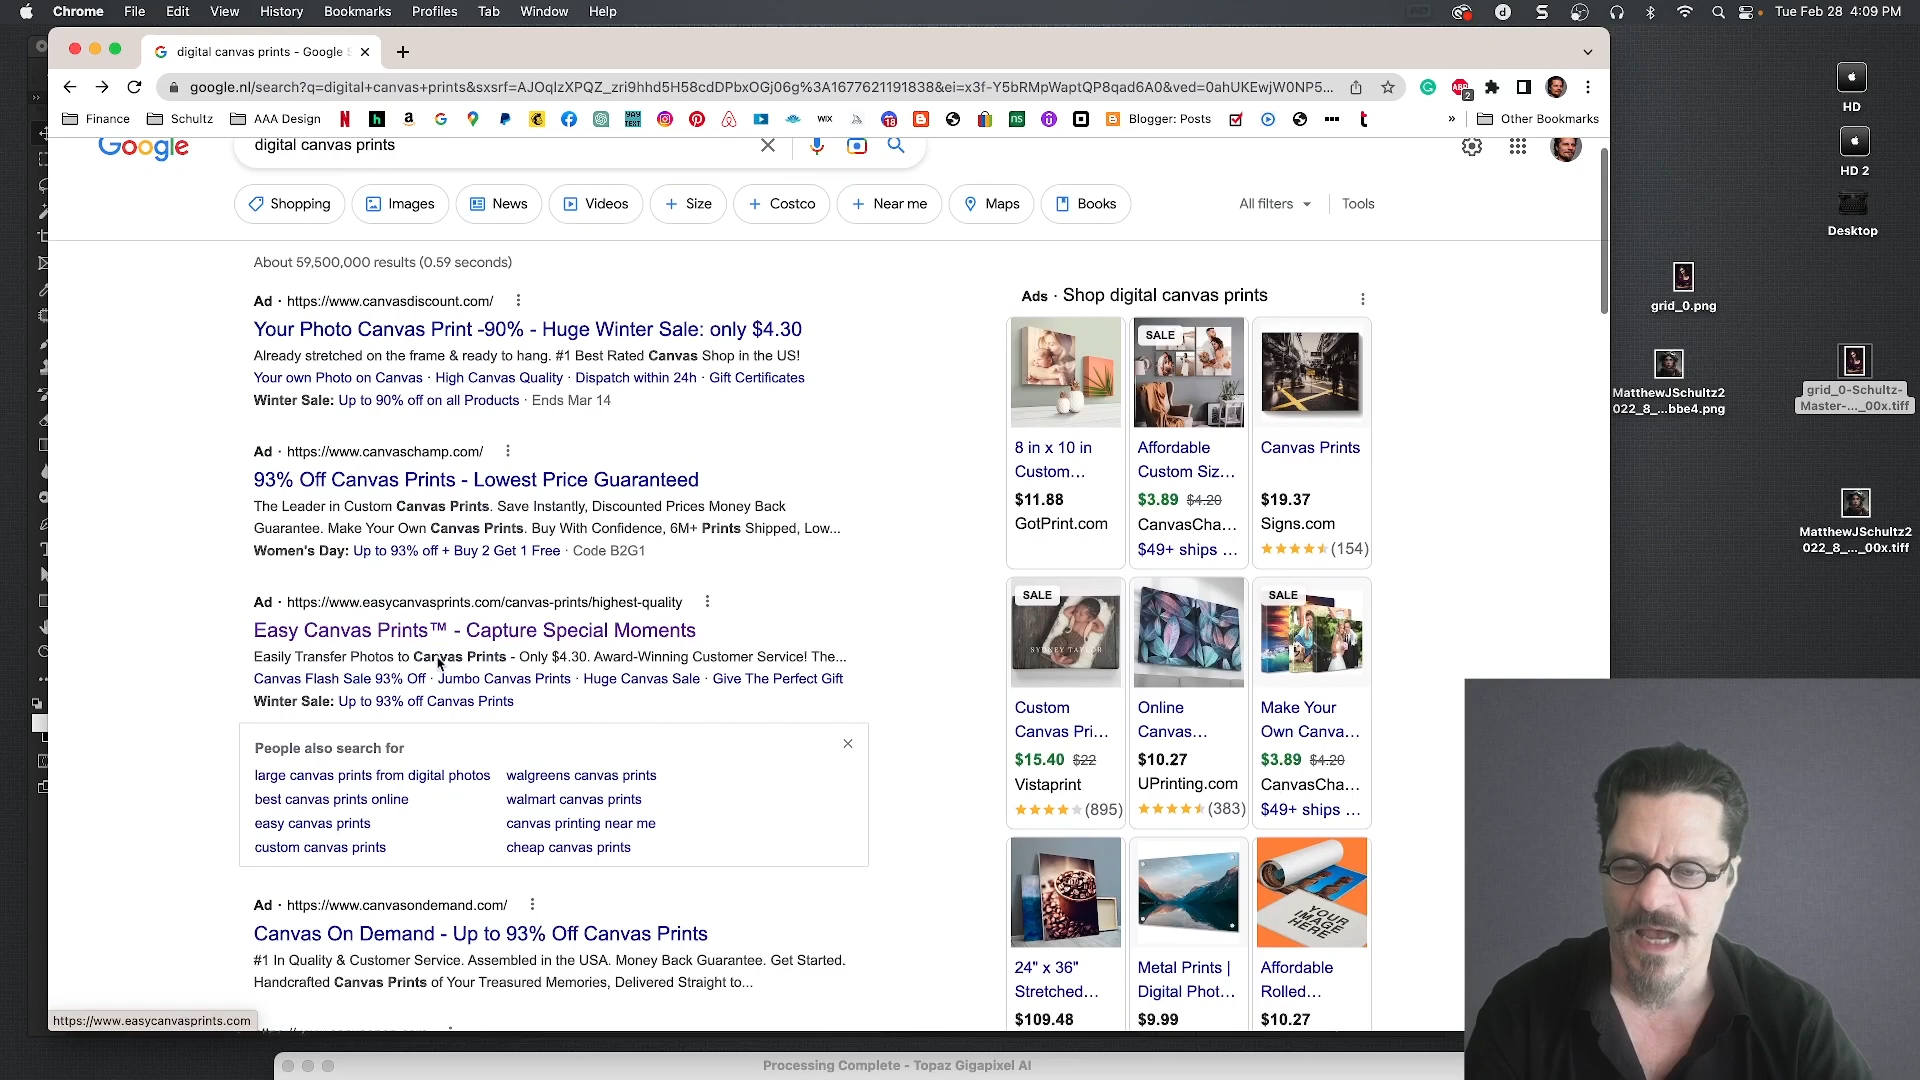 Chrome File Edit View History Bookmarks Profiles Tab Window Help
Tue Feb 28 4:09 PM
digital canvas prints - Google
google.nl/search?q=digital+canvas+prints&sxsrf=AJOqlzXPQZ_zri9hhd5H58cdDPbxOGj06g%3A1677621191838&ei=x3f-Y5bRMpWaptQP8qad6A0&ved=0ahUKEwjW0NP5...
Finance Schultz AAA Design Blogger: Posts » Other Bookmarks
Google
digital canvas prints
Shopping Images News Videos + Size + Costco + Near me Maps Books
All filters Tools
About 59,500,000 results (0.59 seconds)
Ad · https://www.canvasdiscount.com/
Your Photo Canvas Print -90% - Huge Winter Sale: only $4.30
Already stretched on the frame & ready to hang. #1 Best Rated Canvas Shop in the US!
Your own Photo on Canvas · High Canvas Quality · Dispatch within 24h · Gift Certificates
Winter Sale: Up to 90% off on all Products · Ends Mar 14
Ad · https://www.canvaschamp.com/
93% Off Canvas Prints - Lowest Price Guaranteed
The Leader in Custom Canvas Prints. Save Instantly, Discounted Prices Money Back
Guarantee. Make Your Own Canvas Prints. Buy With Confidence, 6M+ Prints Shipped, Low...
Women's Day: Up to 93% off + Buy 2 Get 1 Free · Code B2G1
Ad · https://www.easycanvasprints.com/canvas-prints/highest-quality
Easy Canvas Prints™ - Capture Special Moments
Easily Transfer Photos to Canvas Prints - Only $4.30. Award-Winning Customer Service! The...
Canvas Flash Sale 93% Off · Jumbo Canvas Prints · Huge Canvas Sale · Give The Perfect Gift
Winter Sale: Up to 93% off Canvas Prints
People also search for
large canvas prints from digital photos
walgreens canvas prints
best canvas prints online
walmart canvas prints
easy canvas prints
canvas printing near me
custom canvas prints
cheap canvas prints
Ad · https://www.canvasondemand.com/
Canvas On Demand - Up to 93% Off Canvas Prints
#1 In Quality & Customer Service. Assembled in the USA. Money Back Guarantee. Get Started.
Handcrafted Canvas Prints of Your Treasured Memories, Delivered Straight to...
https://www.easycanvasprints.com
Ads · Shop digital canvas prints
8 in x 10 in
Custom...
$11.88
GotPrint.com
SALE
Affordable
Custom Siz...
$3.89 $4.20
CanvasCha...
$49+ ships ...
Canvas Prints
$19.37
Signs.com
(154)
SALE
SYDNEY TAYLOR
Custom
Canvas Pri...
$15.40 $22
Vistaprint
(895)
Online
Canvas...
$10.27
UPrinting.com
(383)
SALE
Make Your
Own Canva...
$3.89 $4.20
CanvasCha...
$49+ ships ...
24" x 36"
Stretched...
$109.48
Metal Prints |
Digital Phot...
$9.99
YOUR
IMAGE
HERE
Affordable
Rolled...
$10.27
HD
HD 2
Desktop
grid_0.png
MatthewJSchultz2
022_8_...bbe4.png
grid_0-Schultz-
Master-..._00x.tiff
MatthewJSchultz2
022_8_..._00x.tiff
Processing Complete - Topaz Gigapixel AI